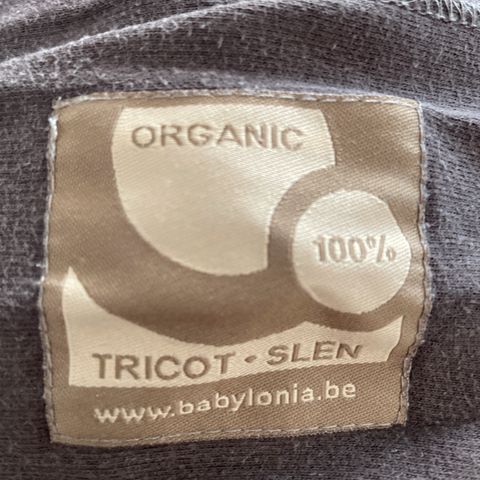 ORGANIC
100%
TRICOT • SLEN
www.babylonia.be